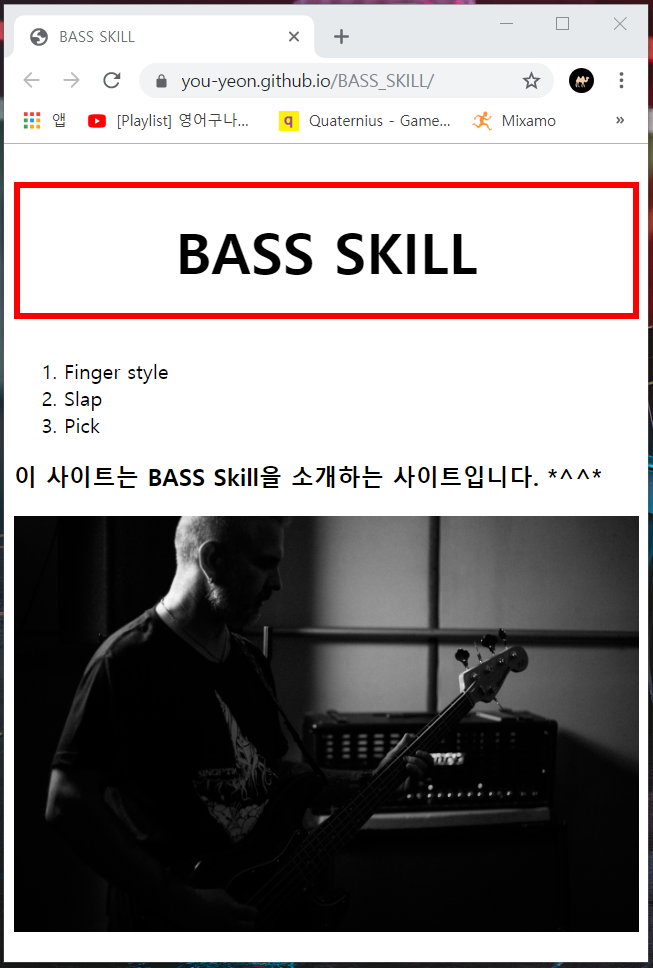 BASS SKILL
you-yeon.github.io/BASS_SKILL/
앱 [Playlist] 영어구나... q Quaternius - Game... Mixamo »
BASS SKILL
1. Finger style
2. Slap
3. Pick
이 사이트는 BASS Skill을 소개하는 사이트입니다. *^^*